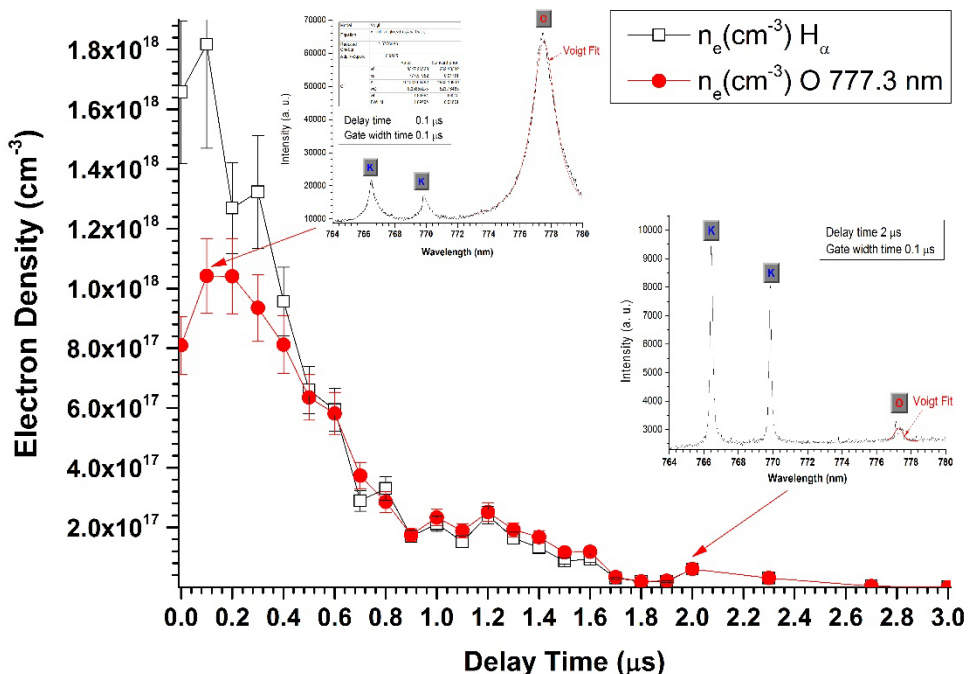 n_e(cm⁻³) H_α
n_e(cm⁻³) O 777.3 nm
Electron Density (cm⁻³)
1.8x10¹⁸
1.6x10¹⁸
1.4x10¹⁸
1.2x10¹⁸
1.0x10¹⁸
8.0x10¹⁷
6.0x10¹⁷
4.0x10¹⁷
2.0x10¹⁷
0.0 0.2 0.4 0.6 0.8 1.0 1.2 1.4 1.6 1.8 2.0 2.2 2.4 2.6 2.8 3.0
Delay Time (μs)
Intensity (a. u.)
70000
60000
50000
40000
30000
20000
10000
Model
Equation
Reduced
Delay time 0.1 μs
Gate width time 0.1 μs
K
K
O
Voigt Fit
764 766 768 770 772 774 776 778 780
Wavelength (nm)
Intensity (a. u.)
10000
9000
8000
7000
6000
5000
4000
3000
Delay time 2 μs
Gate width time 0.1 μs
K
K
O
Voigt Fit
764 766 768 770 772 774 776 778 780
Wavelength (nm)